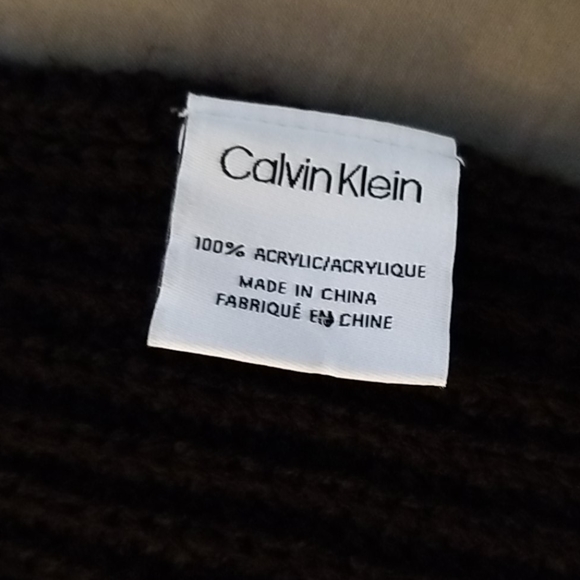 Calvin Klein
100% ACRYLIC/ACRYLIQUE
MADE IN CHINA
FABRIQUÉ EN CHINE